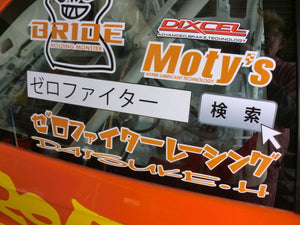 BRIDE
HOLDING MONSTER
DIXCEL
ADVANCED BRAKE TECHNOLOGY
Moty's
HYPER LUBRICANT TECHNOLOGY
ゼロファイター
検索
ゼロファイターレーシング
DAISUKE.H